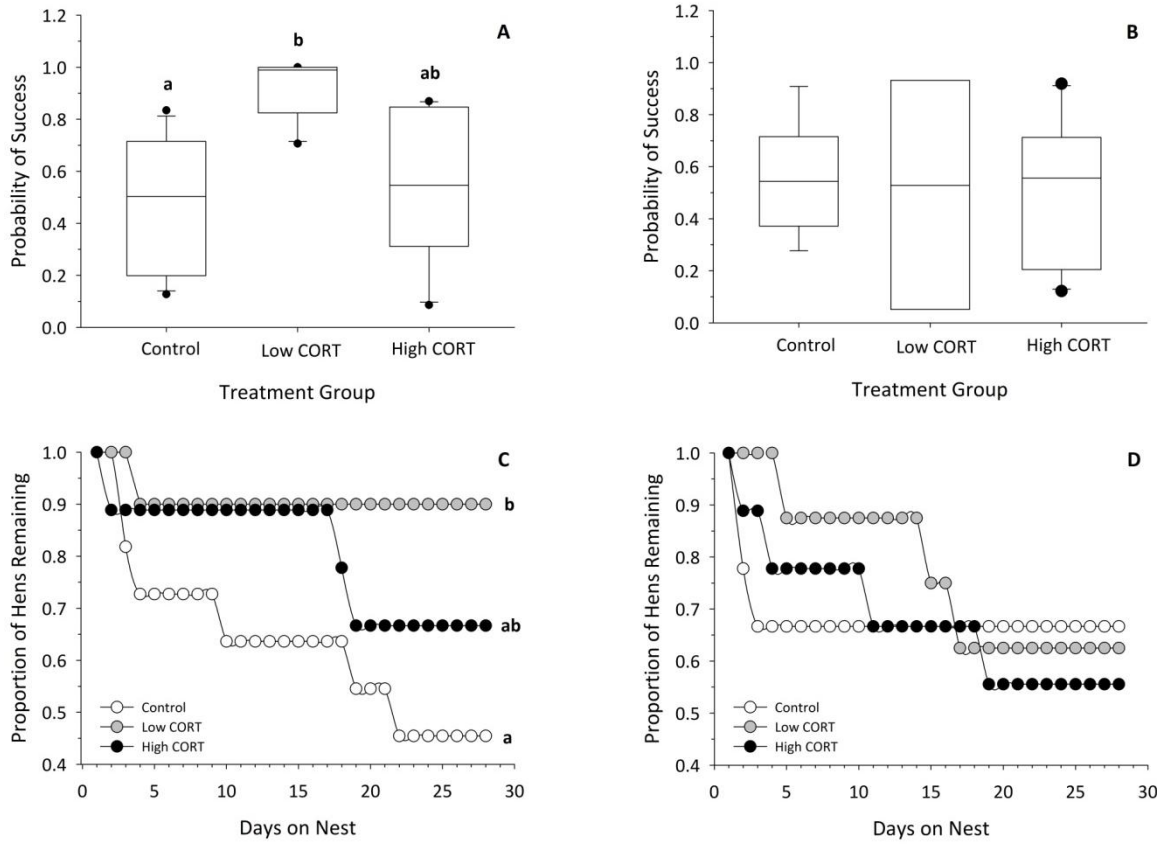 A
Probability of Success
1.2
1.0
0.8
0.6
0.4
0.2
0.0
a
b
ab
Control
Low CORT
High CORT
Treatment Group
B
Probability of Success
1.2
1.0
0.8
0.6
0.4
0.2
0.0
Control
Low CORT
High CORT
Treatment Group
C
Proportion of Hens Remaining
1.0
0.9
0.8
0.7
0.6
0.5
0.4
b
ab
a
Control
Low CORT
High CORT
0 5 10 15 20 25 30
Days on Nest
D
Proportion of Hens Remaining
1.0
0.9
0.8
0.7
0.6
0.5
0.4
Control
Low CORT
High CORT
0 5 10 15 20 25 30
Days on Nest